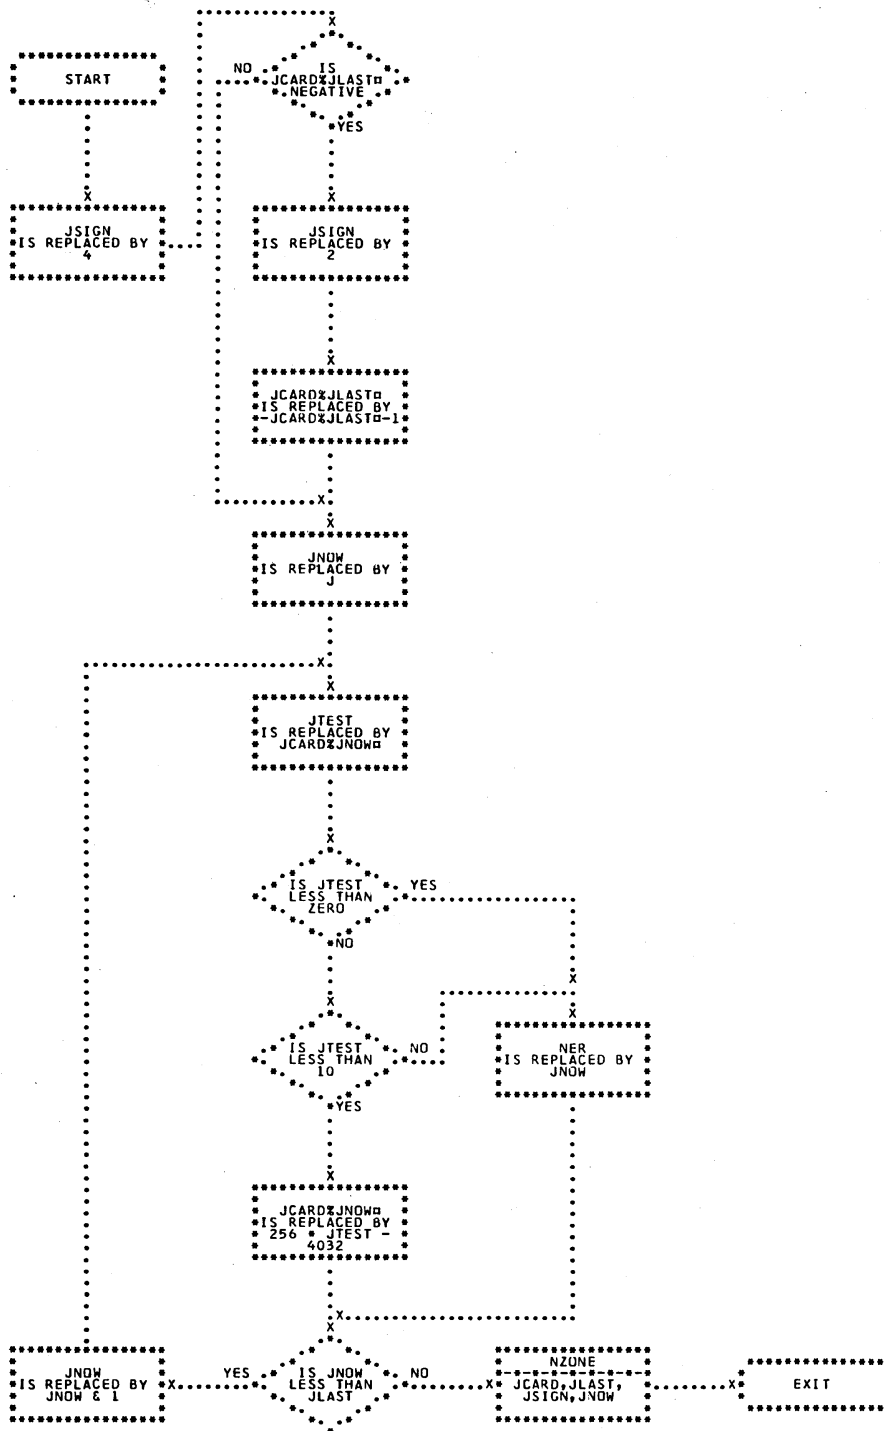 START
IS
JCARD%JLAST¤
NEGATIVE
NO
YES
JSIGN
IS REPLACED BY
4
JSIGN
IS REPLACED BY
2
JCARD%JLAST¤
IS REPLACED BY
-JCARD%JLAST¤-1
JNOW
IS REPLACED BY
J
JTEST
IS REPLACED BY
JCARD%JNOW¤
IS JTEST
LESS THAN
ZERO
YES
NO
IS JTEST
LESS THAN
10
NO
YES
NER
IS REPLACED BY
JNOW
JCARD%JNOW¤
IS REPLACED BY
256 * JTEST -
4032
JNOW
IS REPLACED BY
JNOW & 1
YES
IS JNOW
LESS THAN
JLAST
NO
NZONE
JCARD,JLAST,
JSIGN,JNOW
EXIT